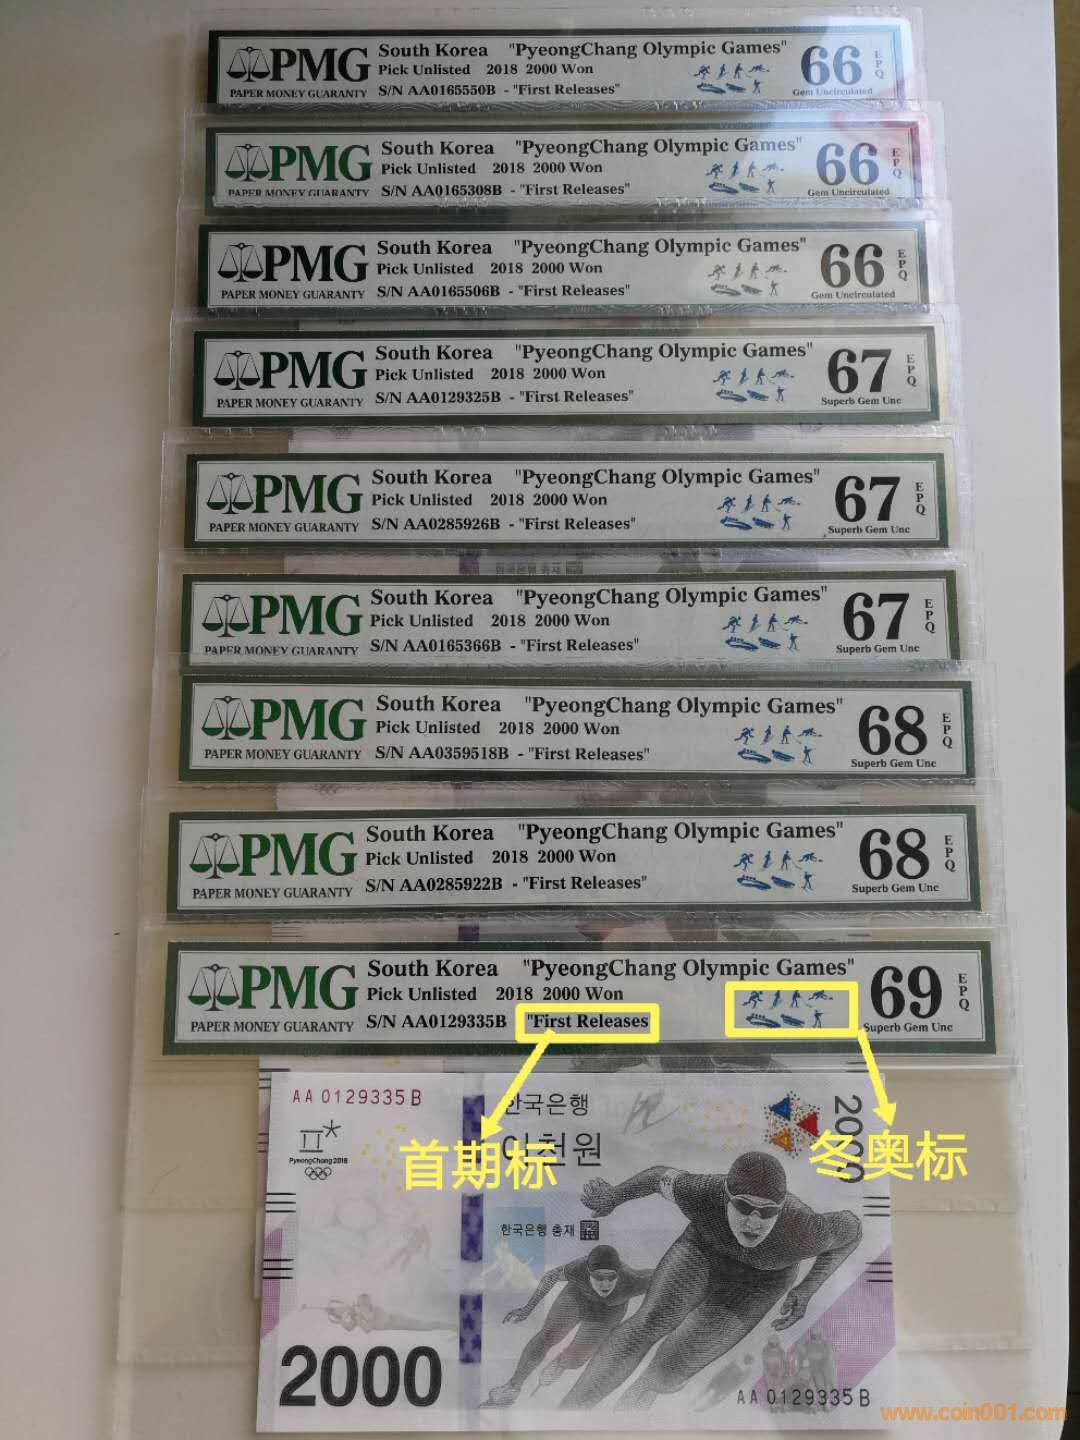 PMG
PAPER MONEY GUARANTY
South Korea "PyeongChang Olympic Games"
Pick Unlisted 2018 2000 Won
S/N AA0165550B - "First Releases"
66
EPQ
Gem Uncirculated
PMG
PAPER MONEY GUARANTY
South Korea "PyeongChang Olympic Games"
Pick Unlisted 2018 2000 Won
S/N AA0165308B - "First Releases"
66
EPQ
Gem Uncirculated
PMG
PAPER MONEY GUARANTY
South Korea "PyeongChang Olympic Games"
Pick Unlisted 2018 2000 Won
S/N AA0165506B - "First Releases"
66
EPQ
Gem Uncirculated
PMG
PAPER MONEY GUARANTY
South Korea "PyeongChang Olympic Games"
Pick Unlisted 2018 2000 Won
S/N AA0129325B - "First Releases"
67
EPQ
Superb Gem Unc
PMG
PAPER MONEY GUARANTY
South Korea "PyeongChang Olympic Games"
Pick Unlisted 2018 2000 Won
S/N AA0285926B - "First Releases"
67
EPQ
Superb Gem Unc
한국은행 총재
PMG
PAPER MONEY GUARANTY
South Korea "PyeongChang Olympic Games"
Pick Unlisted 2018 2000 Won
S/N AA0165366B - "First Releases"
67
EPQ
Superb Gem Unc
PMG
PAPER MONEY GUARANTY
South Korea "PyeongChang Olympic Games"
Pick Unlisted 2018 2000 Won
S/N AA0359518B - "First Releases"
68
EPQ
Superb Gem Unc
PMG
PAPER MONEY GUARANTY
South Korea "PyeongChang Olympic Games"
Pick Unlisted 2018 2000 Won
S/N AA0285922B - "First Releases"
68
EPQ
Superb Gem Unc
PMG
PAPER MONEY GUARANTY
South Korea "PyeongChang Olympic Games"
Pick Unlisted 2018 2000 Won
S/N AA0129335B "First Releases
69
EPQ
Superb Gem Unc
AA 0129335 B
한국은행
이천원
2000
PyeongChang 2018
首期标
冬奥标
한국은행 총재
2000
AA 0129335 B
www.coin001.com